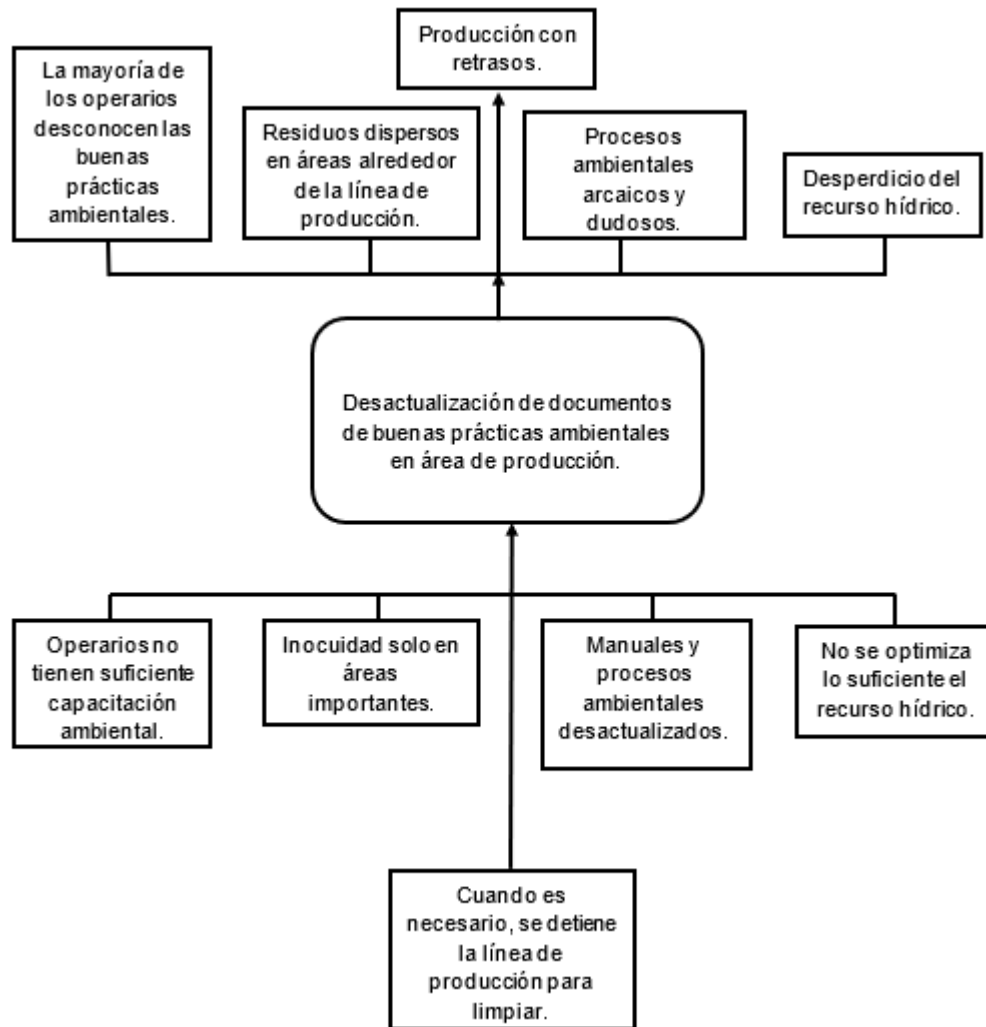 Producción con
retrasos.
La mayoría de
los operarios
desconocen las
buenas
prácticas
ambientales.
Residuos dispersos
en áreas alrededor
de la línea de
producción.
Procesos
ambientales
arcaicos y
dudosos.
Desperdicio del
recurso hídrico.
Desactualización de documentos
de buenas prácticas ambientales
en área de producción.
Operarios no
tienen suficiente
capacitación
ambiental.
Inocuidad solo en
áreas
importantes.
Manuales y
procesos
ambientales
desactualizados.
No se optimiza
lo suficiente el
recurso hídrico.
Cuando es
necesario, se detiene
la línea de
producción para
limpiar.